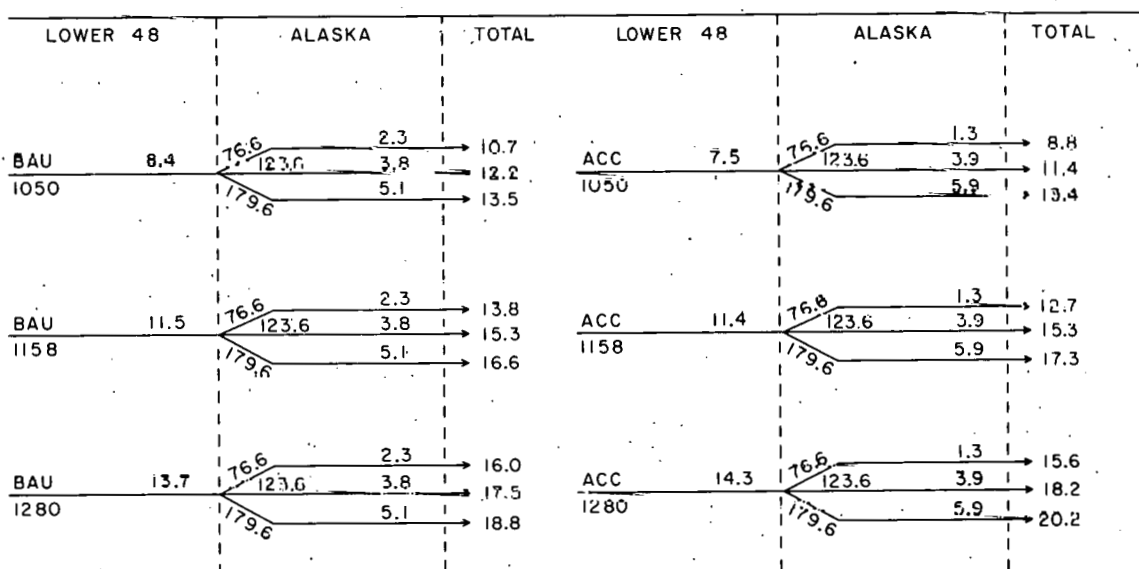 LOWER 48 ALASKA TOTAL LOWER 48 ALASKA TOTAL
BAU 8.4 76.6 2.3 10.7
1050 123.6 3.8 12.2
179.6 5.1 13.5
ACC 7.5 76.6 1.3 8.8
1050 123.6 3.9 11.4
179.6 5.9 13.4
BAU 11.5 76.6 2.3 13.8
1158 123.6 3.8 15.3
179.6 5.1 16.6
ACC 11.4 76.6 1.3 12.7
1158 123.6 3.9 15.3
179.6 5.9 17.3
BAU 13.7 76.6 2.3 16.0
1280 123.6 3.8 17.5
179.6 5.1 18.8
ACC 14.3 76.6 1.3 15.6
1280 123.6 3.9 18.2
179.6 5.9 20.2